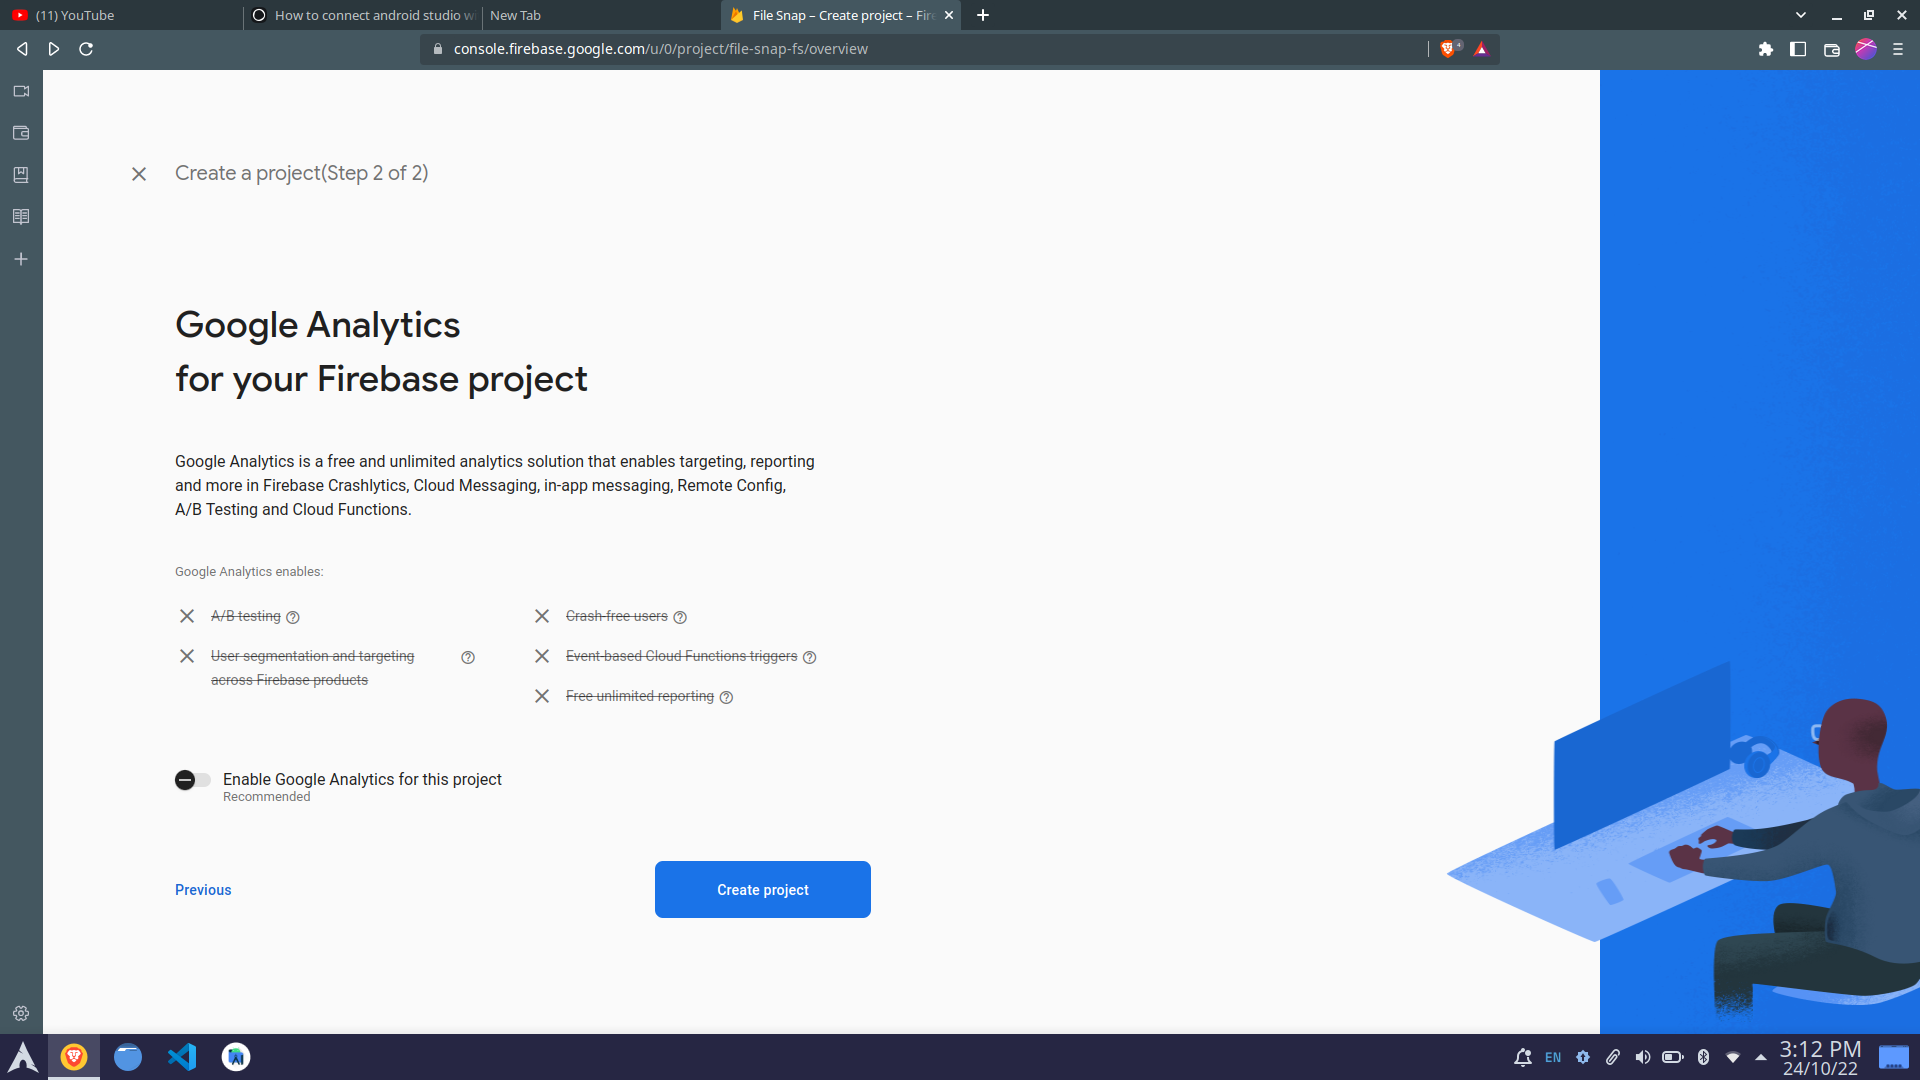 (11) YouTube
How to connect android studio w
New Tab
File Snap – Create project – Fire
console.firebase.google.com/u/0/project/file-snap-fs/overview
4
Create a project(Step 2 of 2)
Google Analytics
for your Firebase project
Google Analytics is a free and unlimited analytics solution that enables targeting, reporting
and more in Firebase Crashlytics, Cloud Messaging, in-app messaging, Remote Config,
A/B Testing and Cloud Functions.
Google Analytics enables:
A/B testing
Crash-free users
User segmentation and targeting
across Firebase products
Event-based Cloud Functions triggers
Free unlimited reporting
Enable Google Analytics for this project
Recommended
Previous
Create project
EN
3:12 PM
24/10/22